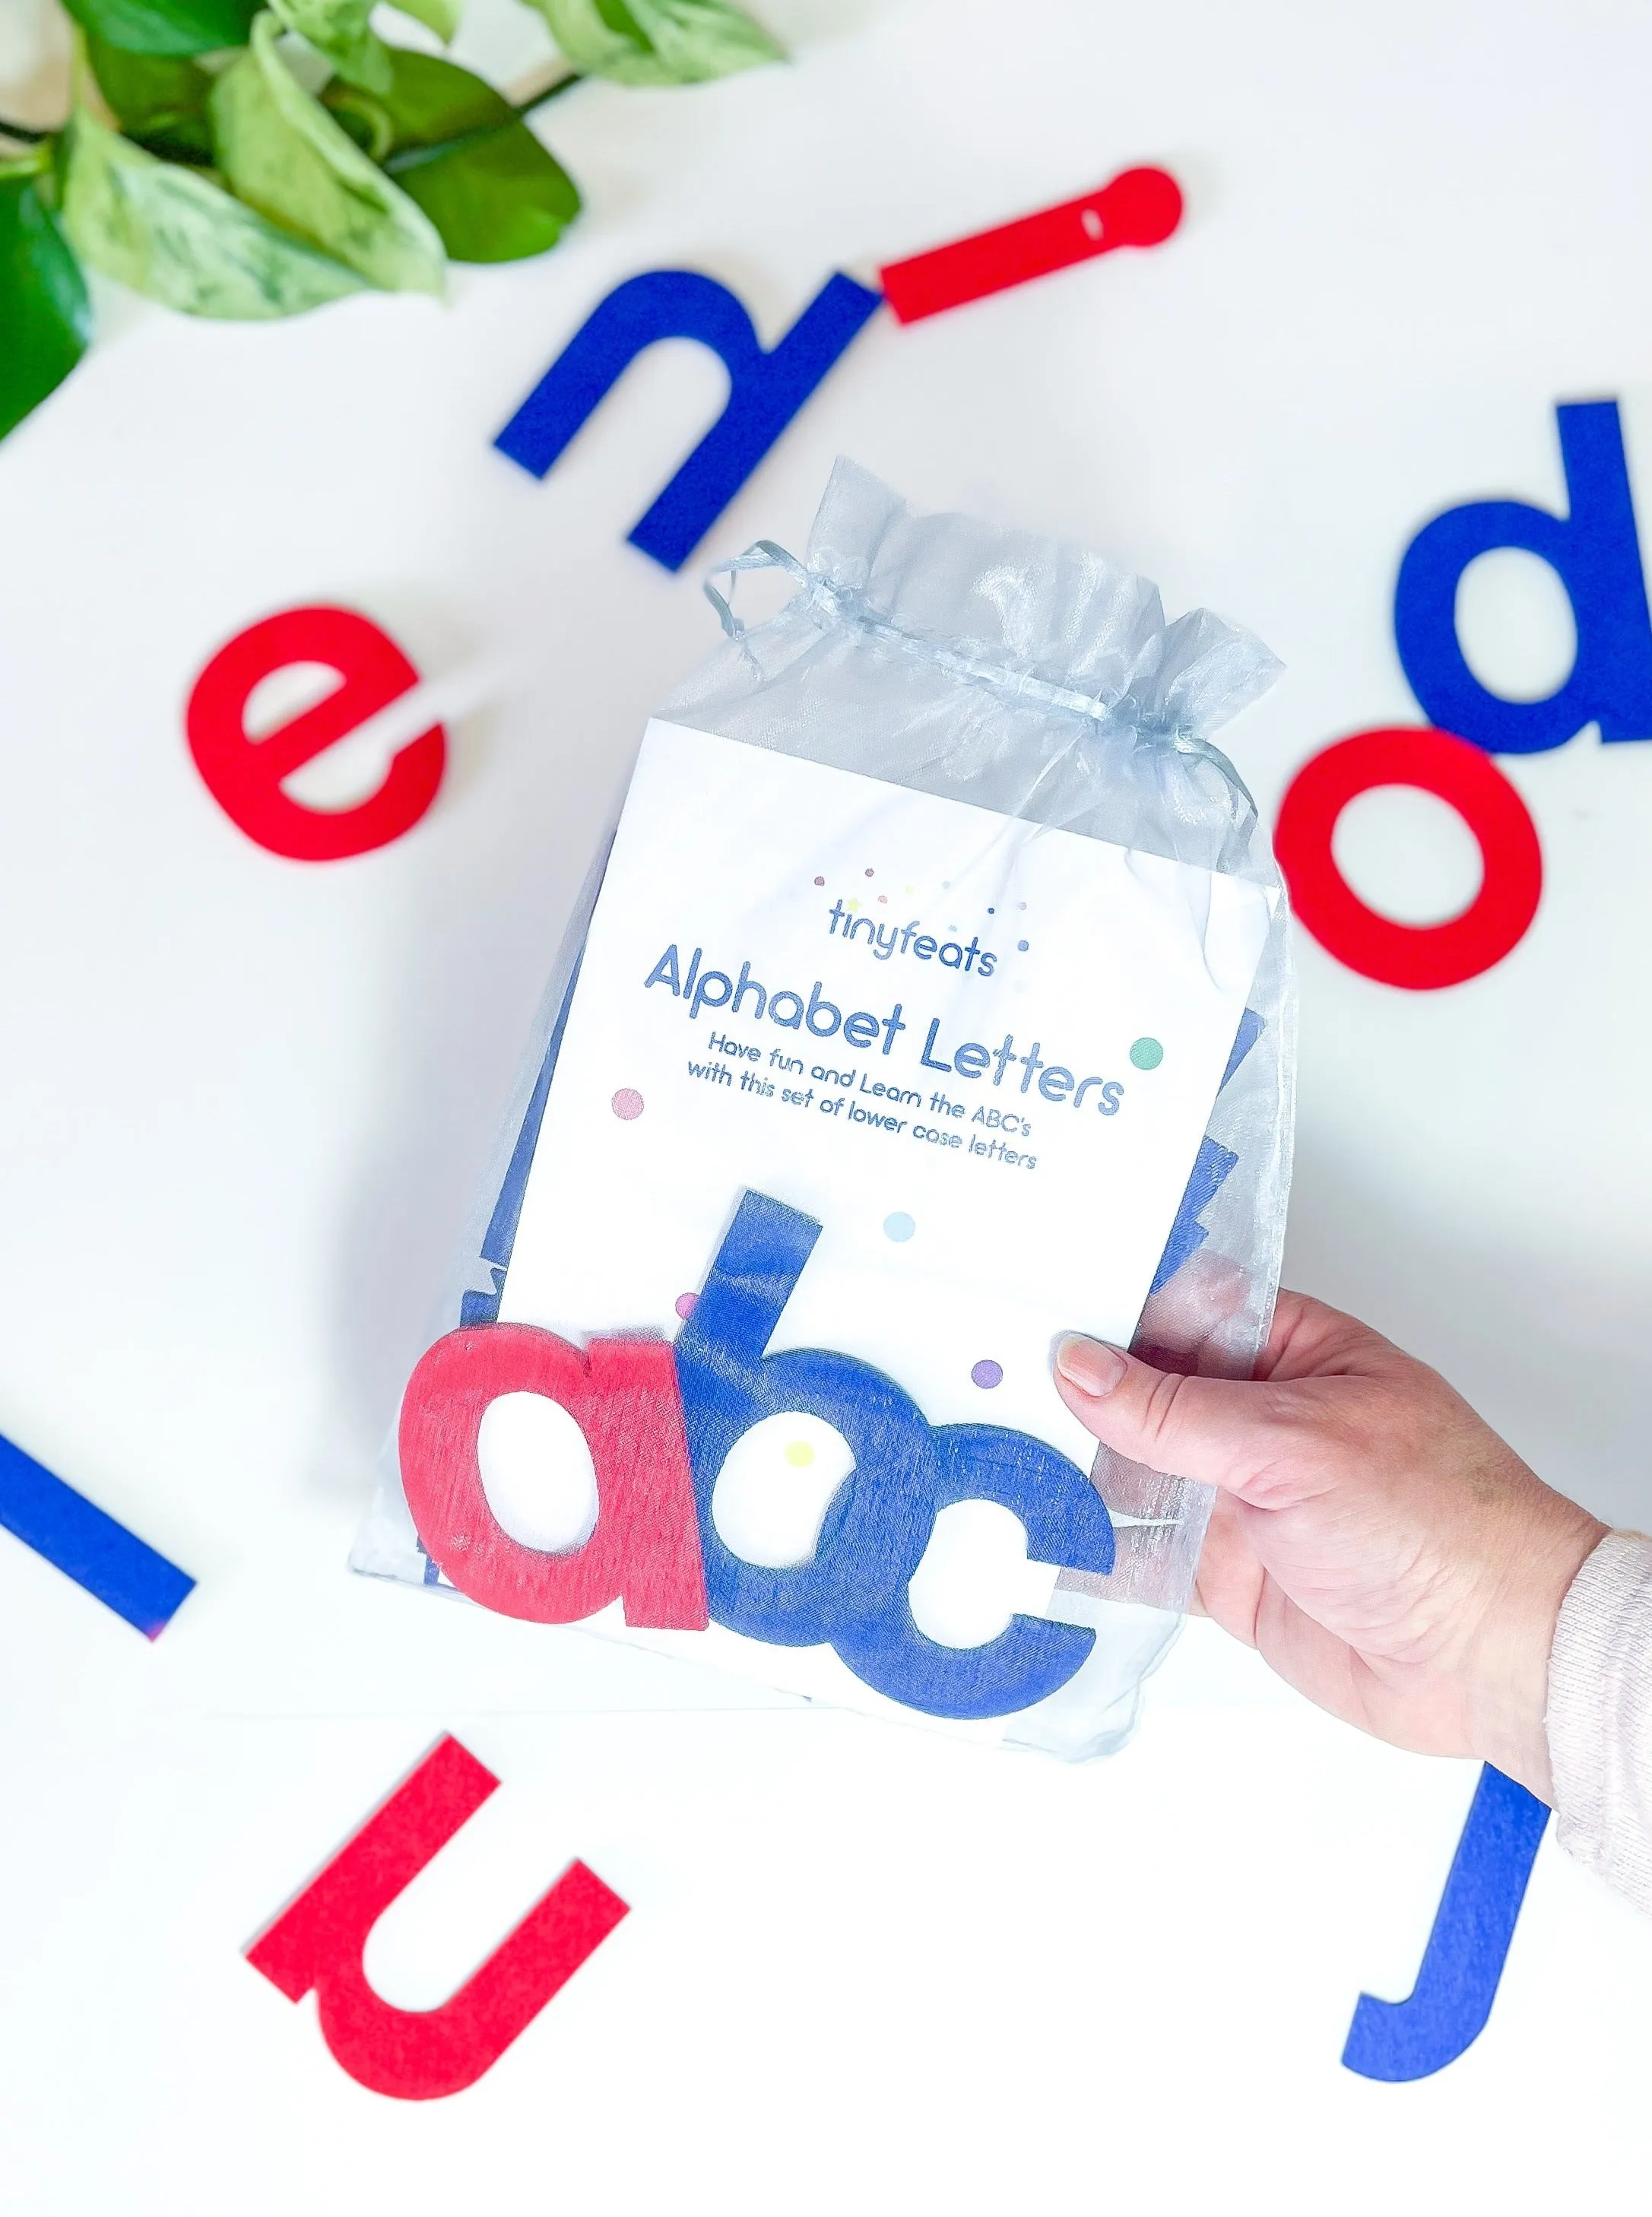 i
n
d
e
o
tinyfeats
Alphabet Letters
Have fun and Learn the ABC's
with this set of lower case letters
abc
u
j